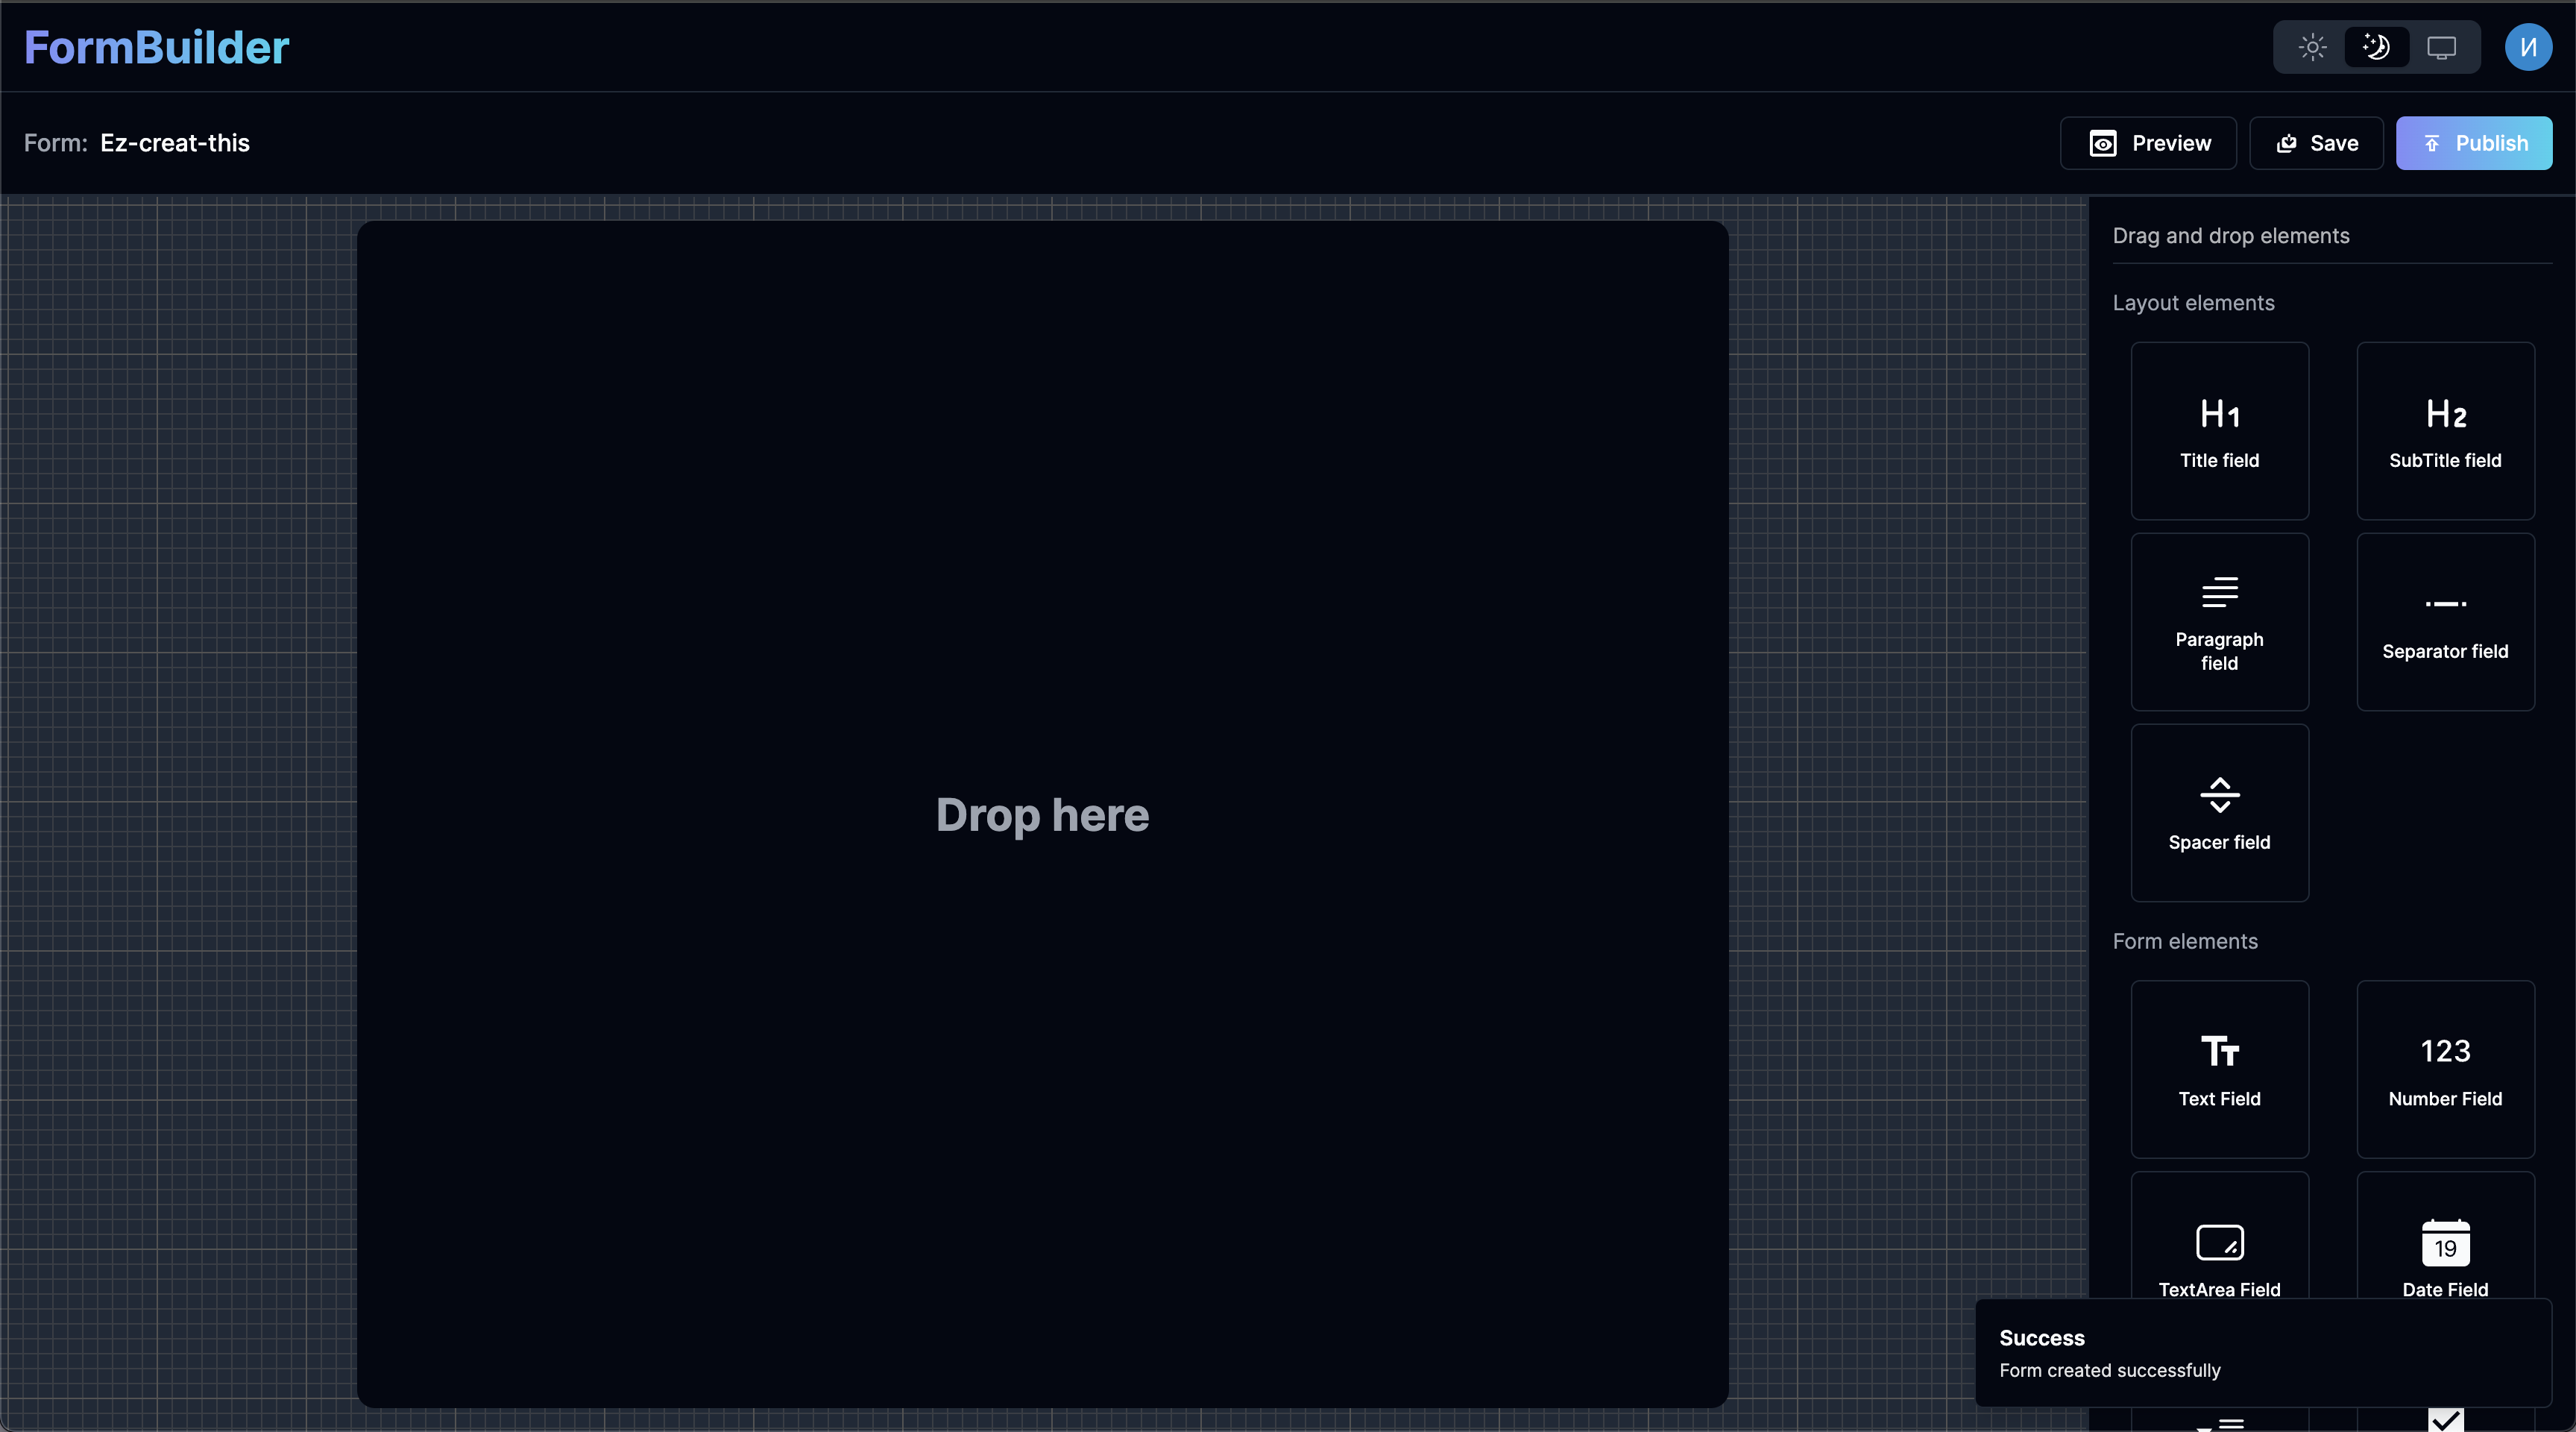 FormBuilder
И
Form: Ez-creat-this
Preview
Save
Publish
Drag and drop elements
Layout elements
H1
Title field
H2
SubTitle field
Paragraph
field
Separator field
Spacer field
Drop here
Form elements
Tт
Text Field
123
Number Field
TextArea Field
19
Date Field
Success
Form created successfully